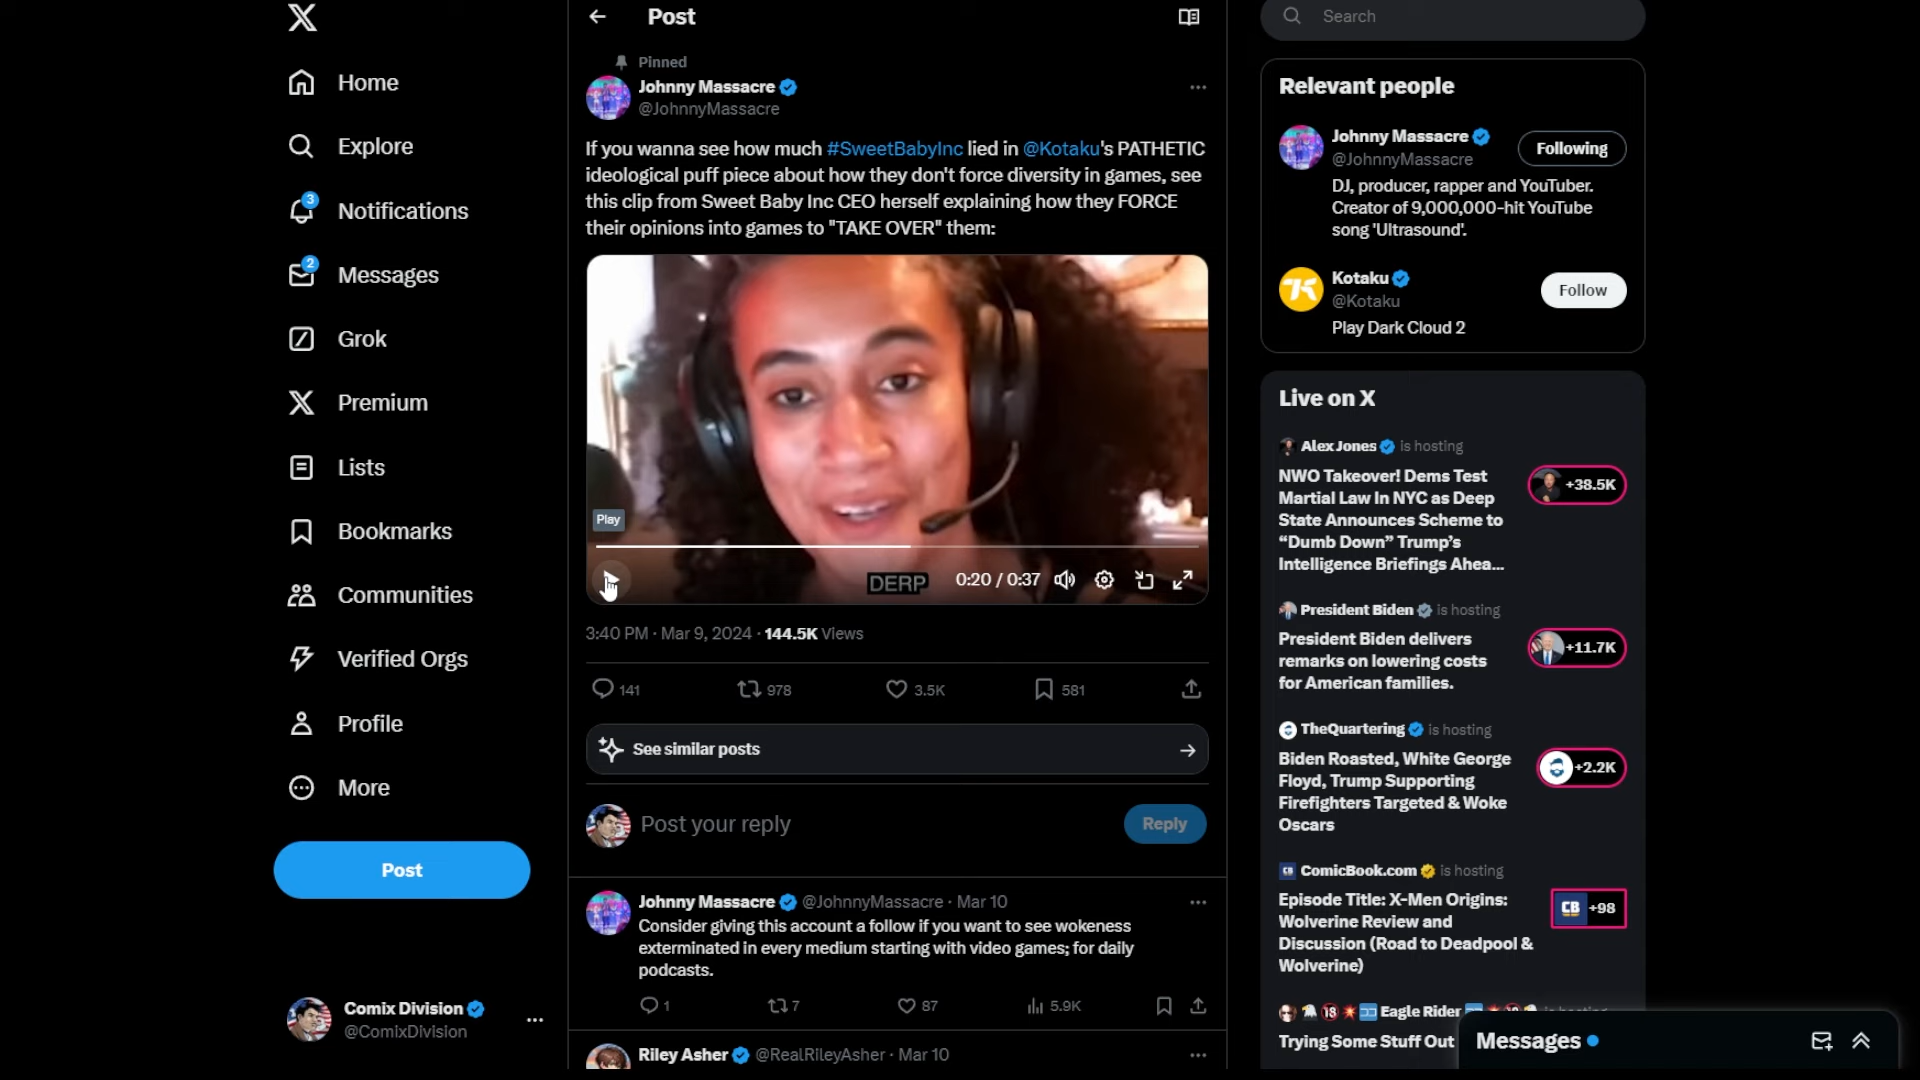 Home
Explore
3
Notifications
2
Messages
Grok
Premium
Lists
Bookmarks
Communities
Verified Orgs
Profile
More
Post
Comix Division
@ComixDivision
Post
Pinned
Johnny Massacre
@JohnnyMassacre
If you wanna see how much #SweetBabyInc lied in @Kotaku's PATHETIC
ideological puff piece about how they don't force diversity in games, see
this clip from Sweet Baby Inc CEO herself explaining how they FORCE
their opinions into games to "TAKE OVER" them:
Play
DERP
0:20 / 0:37
3:40 PM · Mar 9, 2024 · 144.5K Views
141
978
3.5K
581
See similar posts
Post your reply
Reply
Johnny Massacre @JohnnyMassacre · Mar 10
Consider giving this account a follow if you want to see wokeness
exterminated in every medium starting with video games; for daily
podcasts.
1
7
87
5.9K
Riley Asher @RealRileyAsher · Mar 10
Search
Relevant people
Johnny Massacre
@JohnnyMassacre
Following
DJ, producer, rapper and YouTuber.
Creator of 9,000,000-hit YouTube
song 'Ultrasound'.
Kotaku
@Kotaku
Follow
Play Dark Cloud 2
Live on X
Alex Jones is hosting
NWO Takeover! Dems Test
Martial Law In NYC as Deep
State Announces Scheme to
“Dumb Down” Trump’s
Intelligence Briefings Ahea...
+38.5K
President Biden is hosting
President Biden delivers
remarks on lowering costs
for American families.
+11.7K
TheQuartering is hosting
Biden Roasted, White George
Floyd, Trump Supporting
Firefighters Targeted & Woke
Oscars
+2.2K
ComicBook.com is hosting
Episode Title: X-Men Origins:
Wolverine Review and
Discussion (Road to Deadpool &
Wolverine)
CB +98
Eagle Rider
Trying Some Stuff Out
Messages